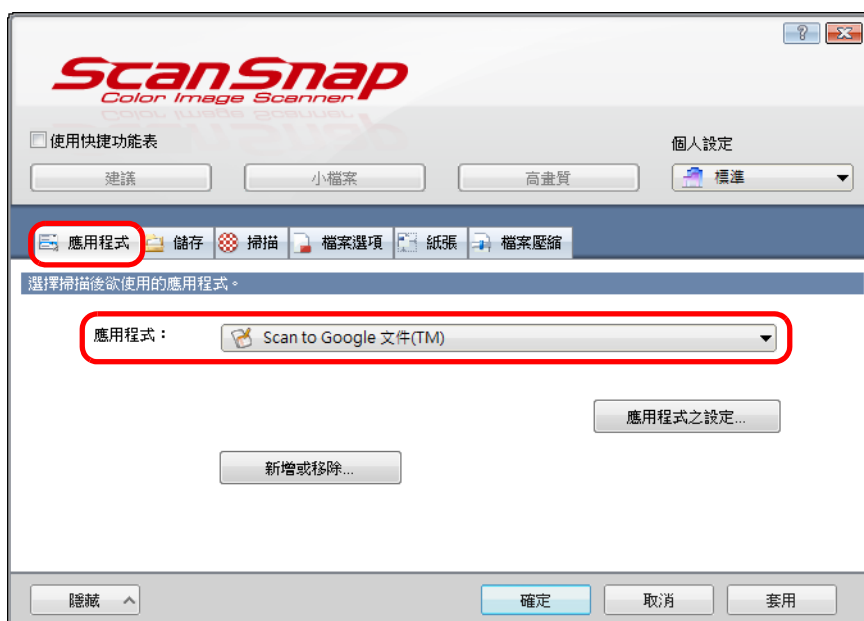 ScanSnap
Color Image Scanner
使用快捷功能表
個人設定
建議 小檔案 高畫質 標準
應用程式 儲存 掃描 檔案選項 紙張 檔案壓縮
選擇掃描後欲使用的應用程式。
應用程式： Scan to Google 文件(TM)
應用程式之設定...
新增或移除...
隱藏 確定 取消 套用